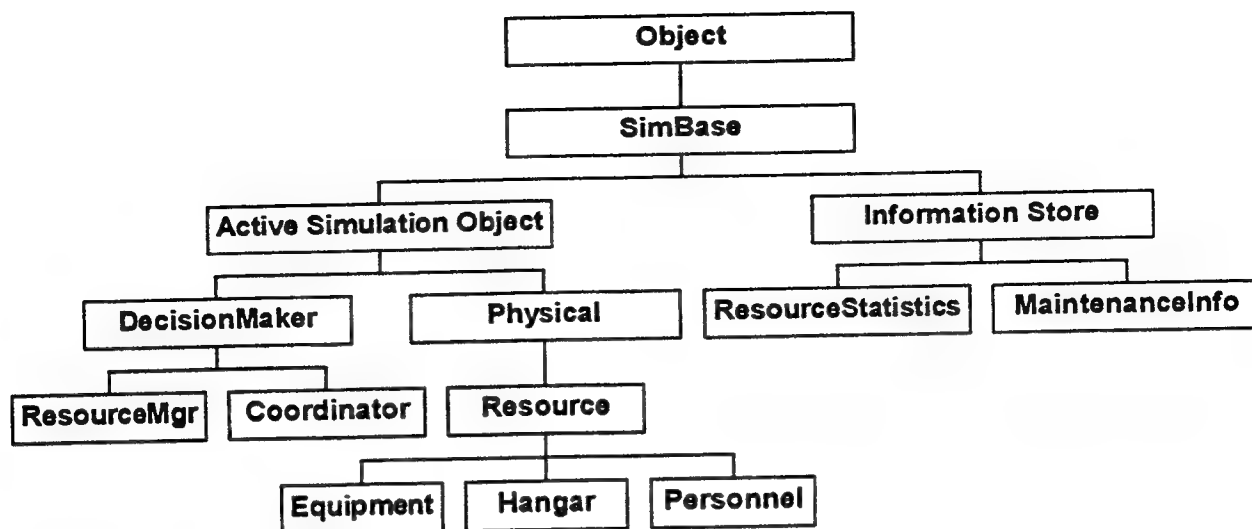 Object
SimBase
Active Simulation Object
Information Store
DecisionMaker
Physical
ResourceStatistics
MaintenanceInfo
ResourceMgr
Coordinator
Resource
Equipment
Hangar
Personnel